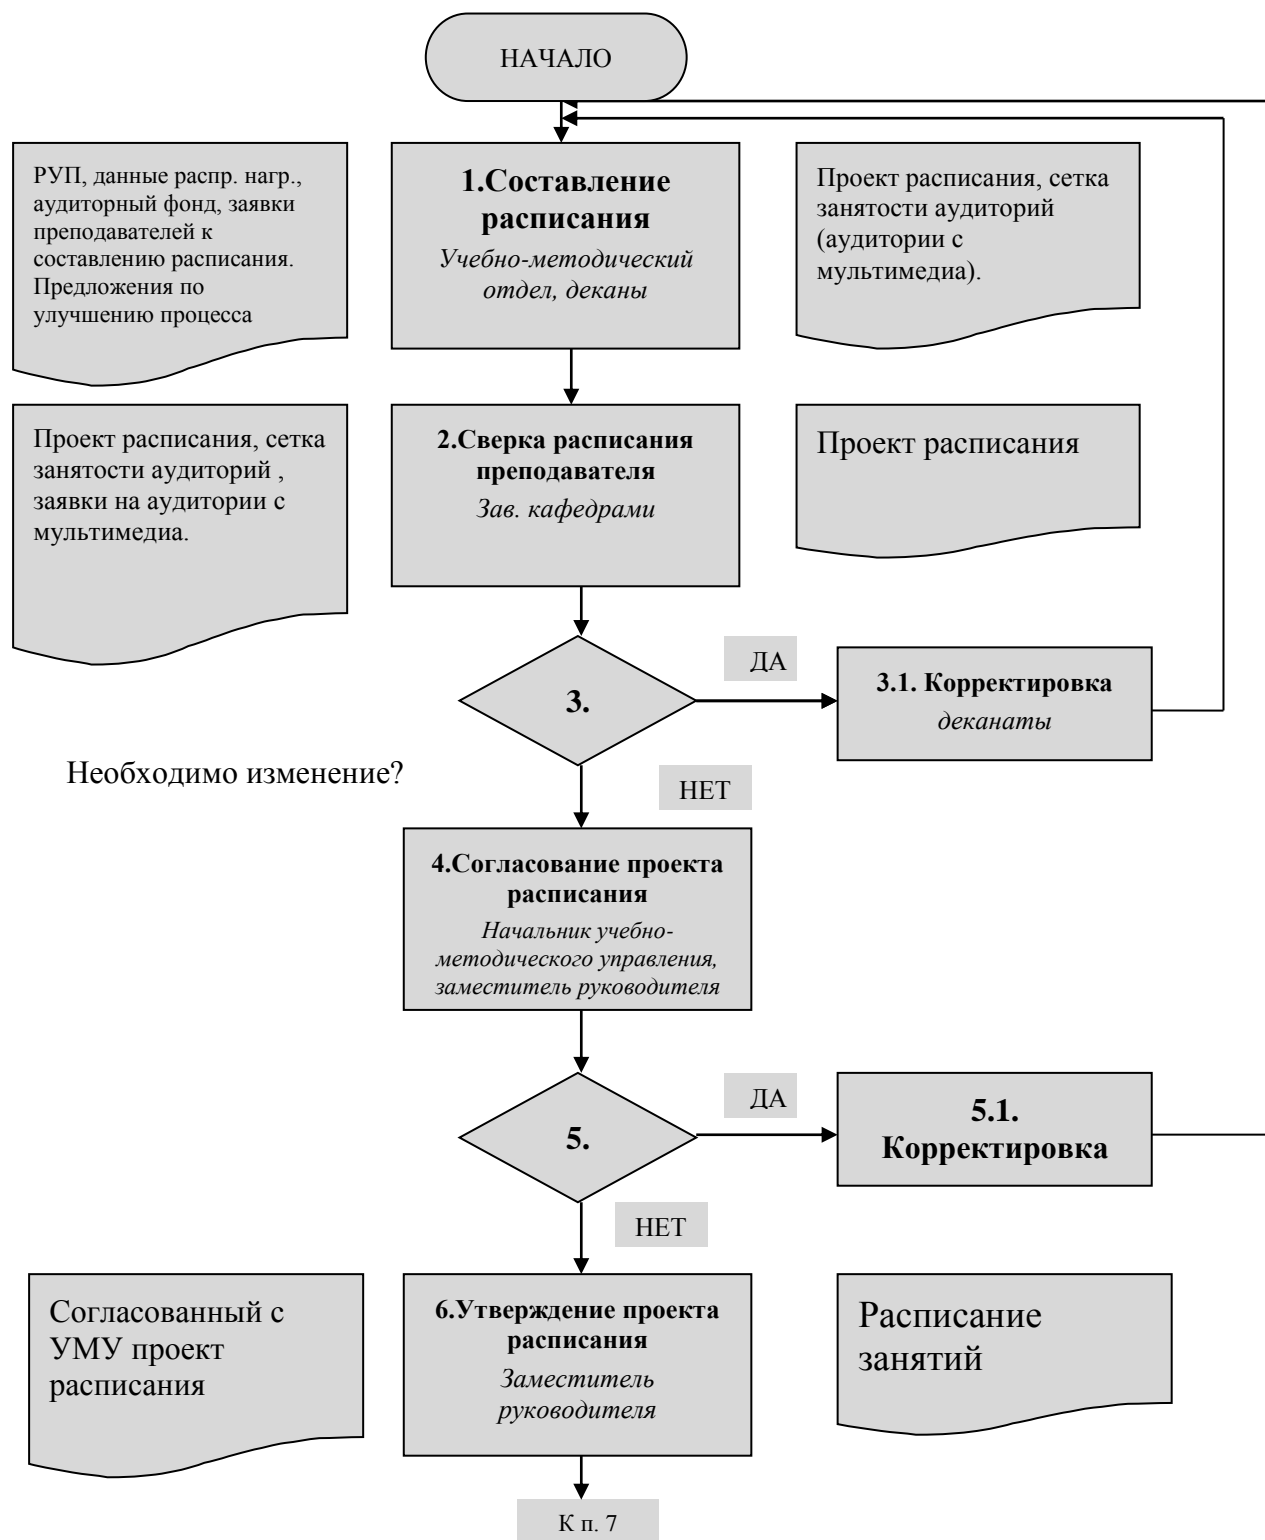 НАЧАЛО
РУП, данные распр. нагр.,
аудиторный фонд, заявки
преподавателей к
составлению расписания.
Предложения по
улучшению процесса
1.Составление
расписания
Учебно-методический
отдел, деканы
Проект расписания, сетка
занятости аудиторий
(аудитории с
мультимедиа).
Проект расписания, сетка
занятости аудиторий ,
заявки на аудитории с
мультимедиа.
2.Сверка расписания
преподавателя
Зав. кафедрами
Проект расписания
ДА
3.
3.1. Корректировка
деканаты
Необходимо изменение?
НЕТ
4.Согласование проекта
расписания
Начальник учебно-
методического управления,
заместитель руководителя
ДА
5.
5.1.
Корректировка
НЕТ
Согласованный с
УМУ проект
расписания
6.Утверждение проекта
расписания
Заместитель
руководителя
Расписание
занятий
К п. 7